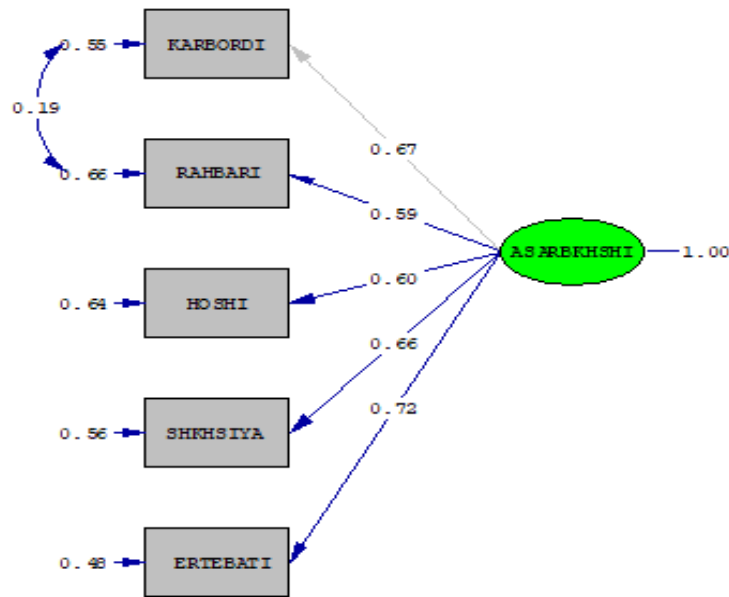 0.55 KARBORDI
0.19
0.67
0.66 RAHBARI
0.59
ASARBKHSHI 1.00
0.60
0.64 HOSHI
0.66
0.72
0.56 SHKHSIYA
0.48 ERTEBATI